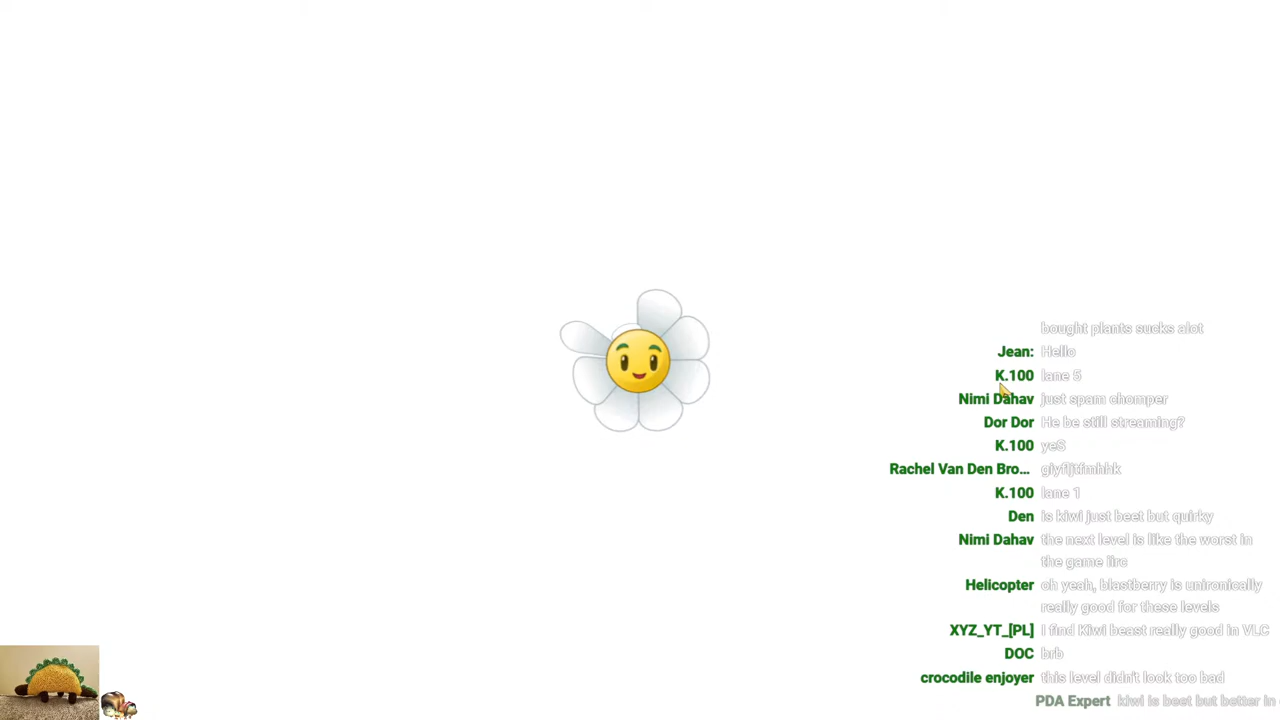 bought plants sucks alot
Jean: Hello
K.100 lane 5
Nimi Dahav just spam chomper
Dor Dor He be still streaming?
K.100 yeS
Rachel Van Den Bro... giyfljtfmhhk
K.100 lane 1
Den is kiwi just beet but quirky
Nimi Dahav the next level is like the worst in
the game iirc
Helicopter oh yeah, blastberry is unironically
really good for these levels
XYZ_YT_[PL] I find Kiwi beast really good in VLC
DOC brb
crocodile enjoyer this level didn't look too bad
PDA Expert kiwi is beet but better in